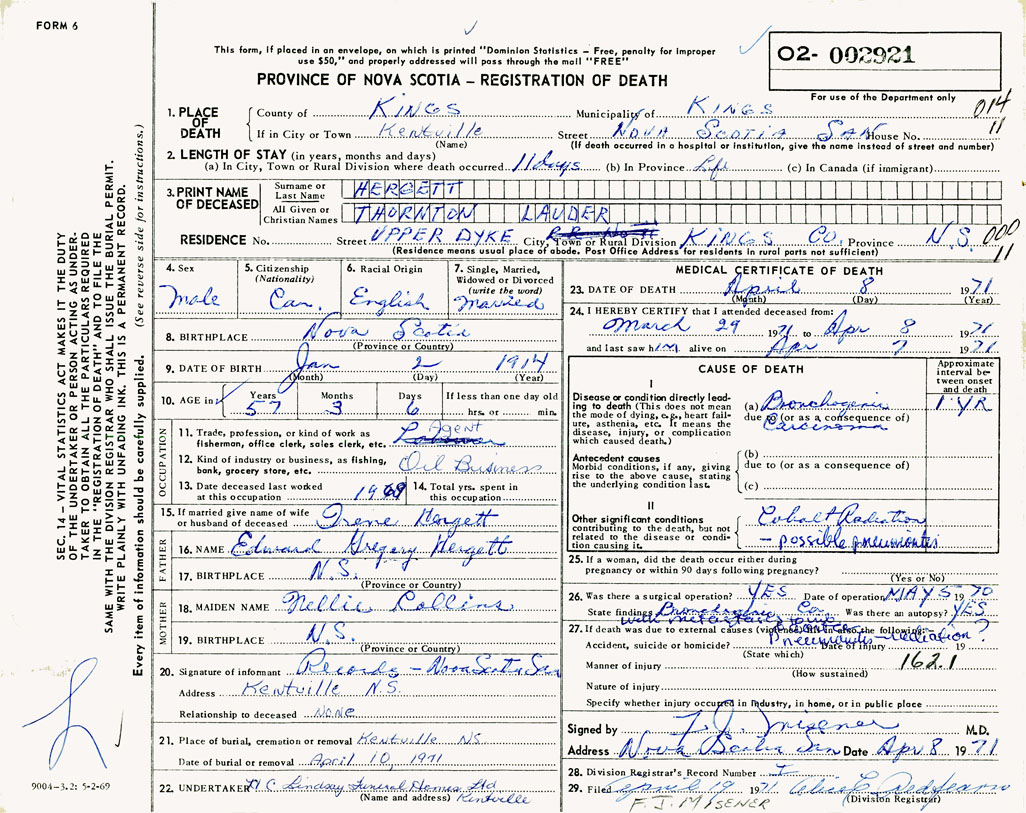 FORM 6
This form, if placed in an envelope, on which is printed "Dominion Statistics – Free, penalty for improper
use $50," and properly addressed will pass through the mail "FREE"
PROVINCE OF NOVA SCOTIA – REGISTRATION OF DEATH
02- 002921
For use of the Department only
014
11
1. PLACE OF DEATH
County of KINGS Municipality of KINGS
If in City or Town Kentville Street NOVA SCOTIA SAN House No.
(Name) (If death occurred in a hospital or institution, give the name instead of street and number)
2. LENGTH OF STAY (in years, months and days)
(a) In City, Town or Rural Division where death occurred 11 days (b) In Province Life (c) In Canada (if immigrant)
3. PRINT NAME OF DECEASED
Surname or Last Name HERGETT
All Given or Christian Names THORNTON LAUDER
RESIDENCE No. Street UPPER DYKE City, Town or Rural Division KINGS CO. Province N.S.
(Residence means usual place of abode. Post Office Address for residents in rural parts not sufficient)
000
11
4. Sex
Male
5. Citizenship (Nationality)
Can.
6. Racial Origin
English
7. Single, Married, Widowed or Divorced (write the word)
Married
8. BIRTHPLACE Nova Scotia
(Province or Country)
9. DATE OF BIRTH Jan 2 1914
(Month) (Day) (Year)
10. AGE in Years Months Days If less than one day old
57 3 6 hrs. or min.
OCCUPATION
11. Trade, profession, or kind of work as fisherman, office clerk, sales clerk, etc. Agent
12. Kind of industry or business, as fishing, bank, grocery store, etc. Oil Business
13. Date deceased last worked at this occupation 1969
14. Total yrs. spent in this occupation
15. If married give name of wife or husband of deceased Irene Hergett
FATHER
16. NAME Edward Gregory Hergett
17. BIRTHPLACE N.S.
(Province or Country)
MOTHER
18. MAIDEN NAME Nellie Collins
19. BIRTHPLACE N.S.
(Province or Country)
20. Signature of informant Records - Nova Scotia San
Address Kentville N.S.
Relationship to deceased NONE
21. Place of burial, cremation or removal Kentville NS
Date of burial or removal April 10, 1971
22. UNDERTAKER C. Lindsay Funeral Homes Ltd
(Name and address) Kentville
MEDICAL CERTIFICATE OF DEATH
23. DATE OF DEATH April 8 1971
(Month) (Day) (Year)
24. I HEREBY CERTIFY that I attended deceased from:
March 29 1971 to Apr 8 1971
and last saw him alive on Apr 7 1971
CAUSE OF DEATH
Approximate interval between onset and death
I
Disease or condition directly leading to death (This does not mean the mode of dying, e.g., heart failure, asthenia, etc. It means the disease, injury, or complication which caused death.)
(a) Bronchogenic
due to (or as a consequence of)
Carcinoma
1 YR
Antecedent causes
Morbid conditions, if any, giving rise to the above cause, stating the underlying condition last.
(b)
due to (or as a consequence of)
(c)
II
Other significant conditions contributing to the death, but not related to the disease or condition causing it.
Cobalt Radiation
- possible pneumonitis
25. If a woman, did the death occur either during pregnancy or within 90 days following pregnancy?
(Yes or No)
26. Was there a surgical operation? YES Date of operation MAY 5 1970
State findings Bronchogenic Ca. Was there an autopsy? YES
27. If death was due to external causes (violence) fill in also the following:
Pneumonitis - radiation?
Accident, suicide or homicide? Date of injury 19
(State which)
Manner of injury 162.1
(How sustained)
Nature of injury
Specify whether injury occurred in industry, in home, or in public place
Signed by F. J. Misener M.D.
Address Nova Scotia San Date Apr 8 1971
28. Division Registrar's Record Number
29. Filed April 19 1971
(Division Registrar)
F. J. MISENER
SEC. 14 – VITAL STATISTICS ACT MAKES IT THE DUTY
OF THE UNDERTAKER OR PERSON ACTING AS UNDER-
TAKER TO OBTAIN ALL THE PARTICULARS REQUIRED
IN THE "REGISTRATION OF DEATH" AND TO FILE THE
SAME WITH THE DIVISION REGISTRAR WHO SHALL ISSUE THE BURIAL PERMIT.
WRITE PLAINLY WITH UNFADING INK. THIS IS A PERMANENT RECORD.
Every item of information should be carefully supplied. (See reverse side for instructions.)
9004-3.2: 5-2-69